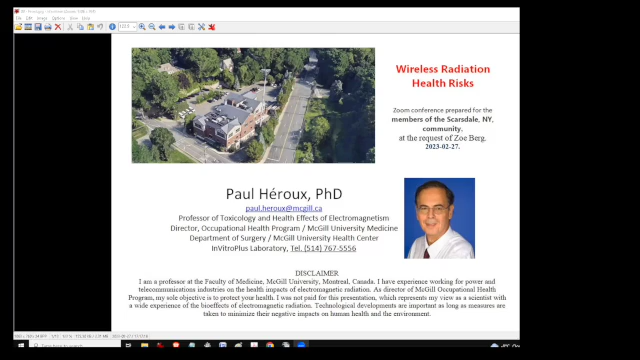 Wireless Radiation
Health Risks
Zoom conference prepared for the
members of the Scarsdale, NY,
community,
at the request of Zoe Berg.
2023-02-27.
Paul Héroux, PhD
paul.heroux@mcgill.ca
Professor of Toxicology and Health Effects of Electromagnetism
Director, Occupational Health Program / McGill University Medicine
Department of Surgery / McGill University Health Center
InVitroPlus Laboratory, Tel. (514) 767-5556
DISCLAIMER
I am a professor at the Faculty of Medicine, McGill University, Montreal, Canada. I have experience working for power and
telecommunications industries on the health impacts of electromagnetic radiation. As director of McGill Occupational Health
Program, my sole objective is to protect your health. I was not paid for this presentation, which represents my view as a scientist with
a wide experience of the bioeffects of electromagnetic radiation. Technological developments are important as long as measures are
taken to minimize their negative impacts on human health and the environment.